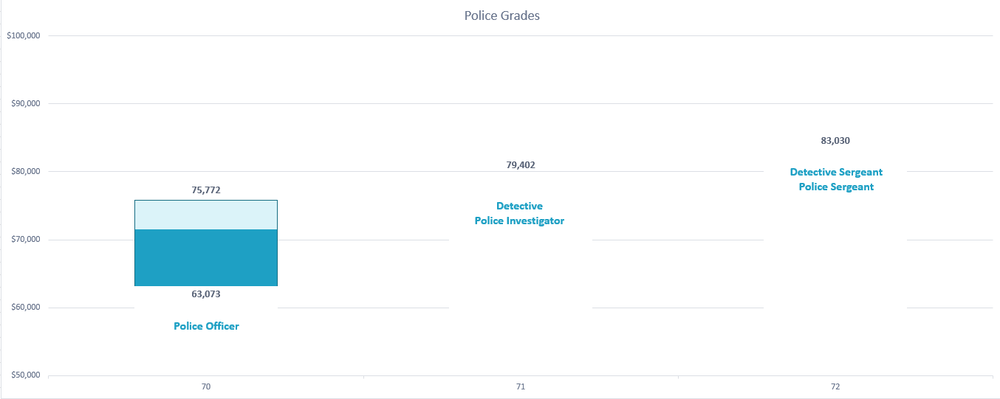 Police Grades
$100,000
$90,000
83,030
79,402
$80,000
Detective Sergeant
Police Sergeant
75,772
Detective
Police Investigator
$70,000
63,073
$60,000
Police Officer
$50,000
70
71
72